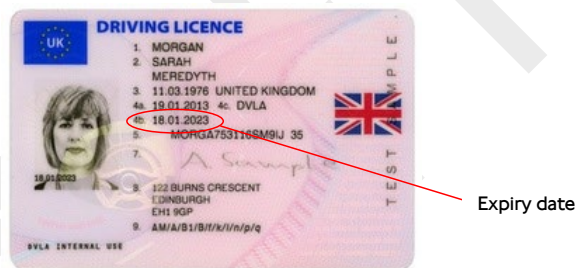 UK
DRIVING LICENCE
1. MORGAN
2. SARAH
MEREDYTH
3. 11.03.1976 UNITED KINGDOM
4a. 19.01.2013 4c. DVLA
4b. 18.01.2023
5. MORGA753116SM9IJ 35
7. A. Sample
18.01.2023
8. 122 BURNS CRESCENT
EDINBURGH
EH1 9GP
9. AM/A/B1/B/f/k/l/n/p/q
DVLA INTERNAL USE
TEST SAMPLE
Expiry date